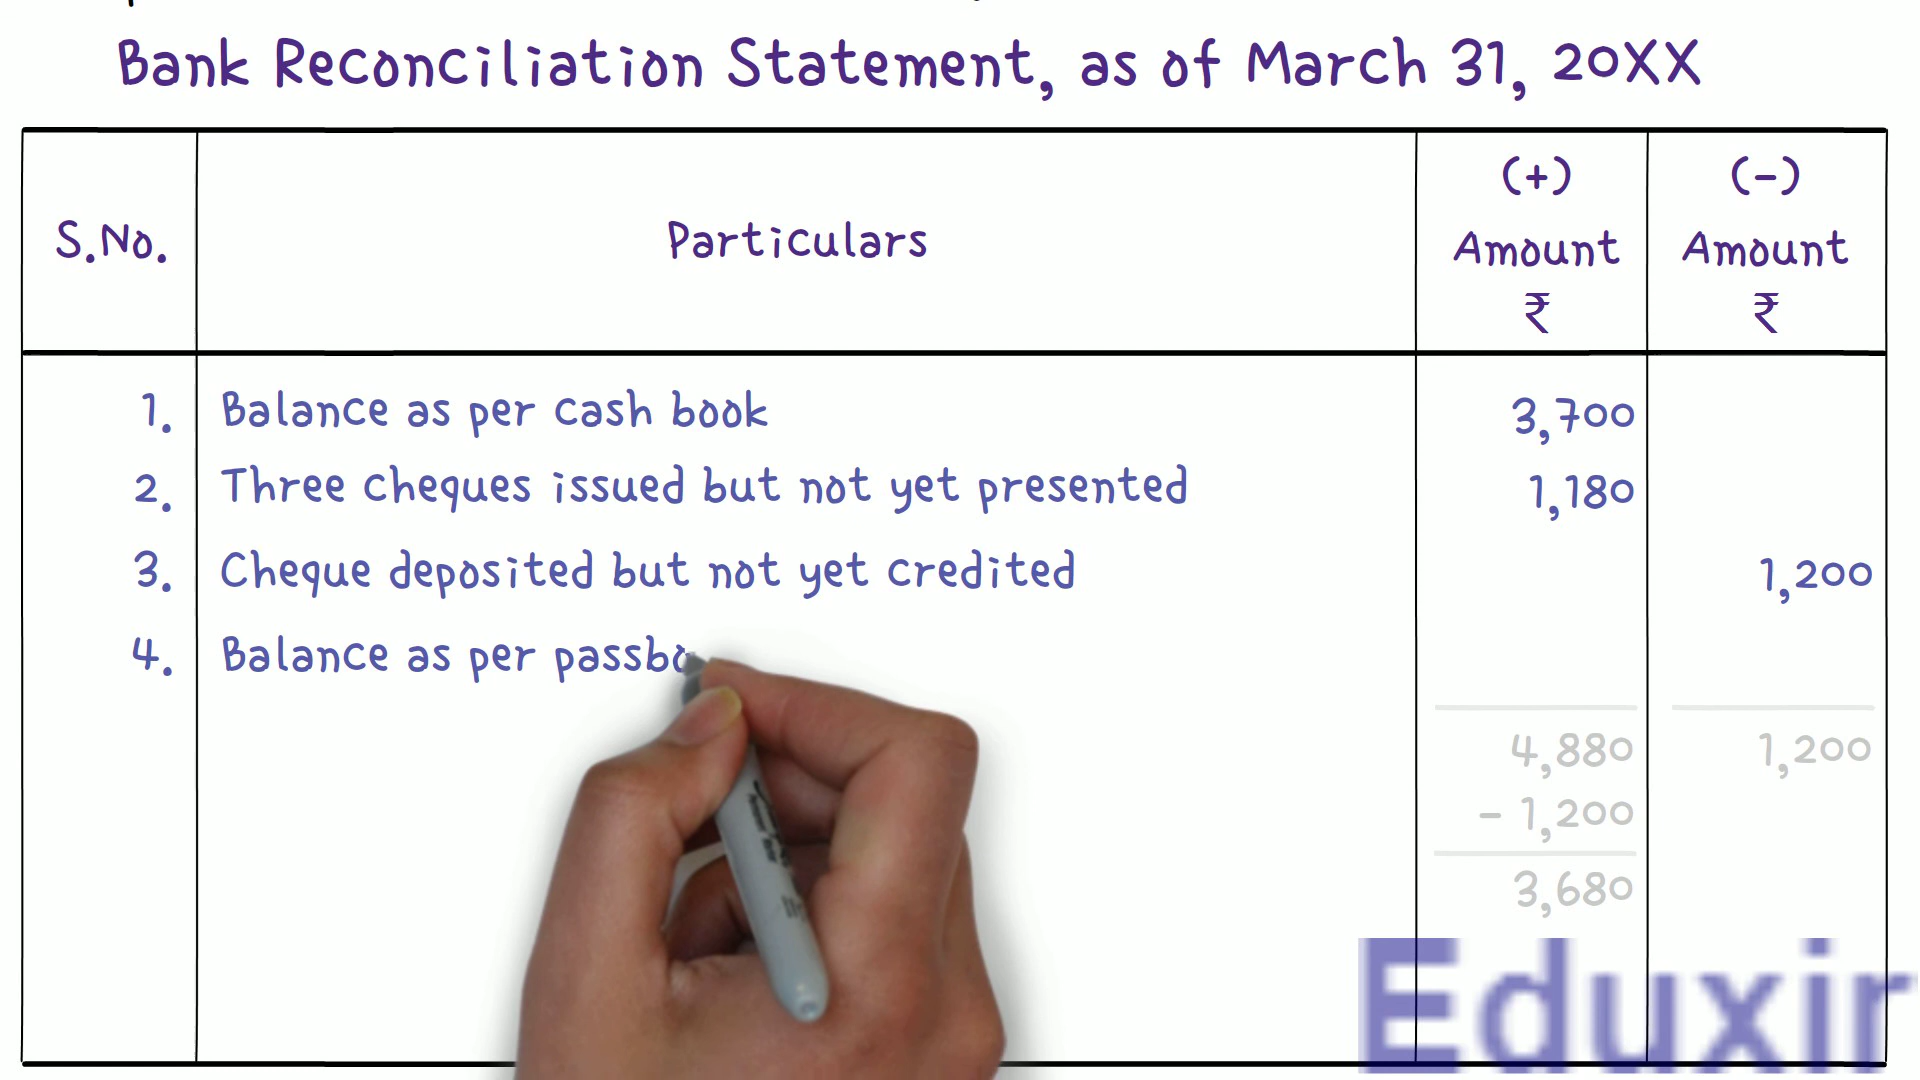 Bank Reconciliation Statement, as of March 31, 20XX
S.No.
Particulars
(+)
Amount
₹
(-)
Amount
₹
1. Balance as per cash book 3,700
2. Three cheques issued but not yet presented 1,180
3. Cheque deposited but not yet credited 1,200
4. Balance as per passbo
4,880 1,200
- 1,200
3,680
Eduxir